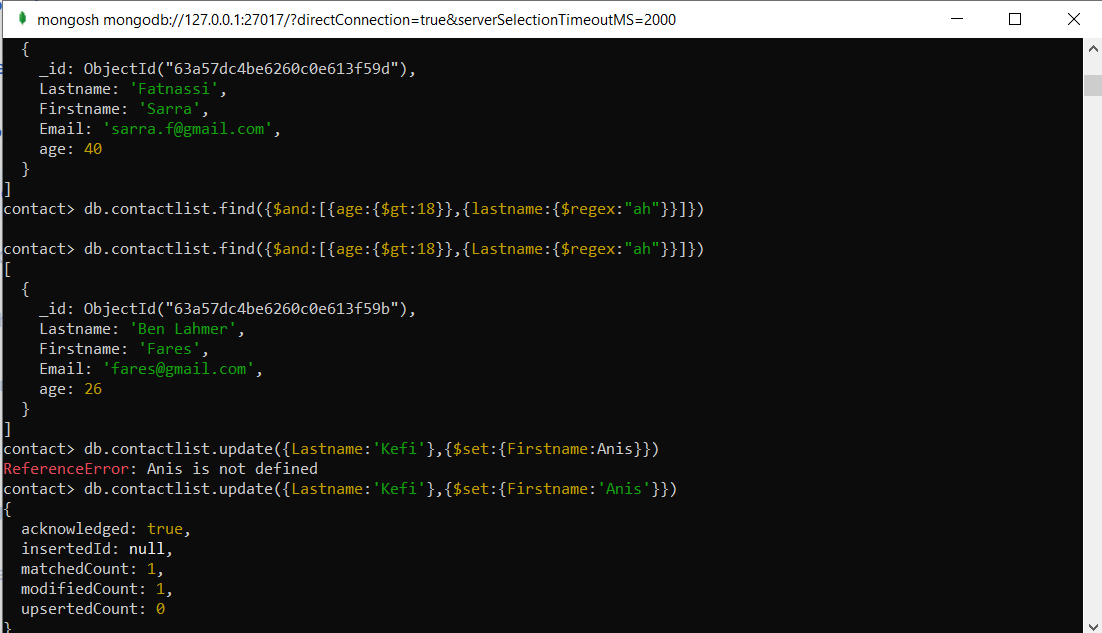 mongosh mongodb://127.0.0.1:27017/?directConnection=true&serverSelectionTimeoutMS=2000
{
_id: ObjectId("63a57dc4be6260c0e613f59d"),
Lastname: 'Fatnassi',
Firstname: 'Sarra',
Email: 'sarra.f@gmail.com',
age: 40
}
]
contact> db.contactlist.find({$and:[{age:{$gt:18}},{lastname:{$regex:"ah"}}]})
contact> db.contactlist.find({$and:[{age:{$gt:18}},{Lastname:{$regex:"ah"}}]})
[
{
_id: ObjectId("63a57dc4be6260c0e613f59b"),
Lastname: 'Ben Lahmer',
Firstname: 'Fares',
Email: 'fares@gmail.com',
age: 26
}
]
contact> db.contactlist.update({Lastname:'Kefi'},{$set:{Firstname:Anis}})
ReferenceError: Anis is not defined
contact> db.contactlist.update({Lastname:'Kefi'},{$set:{Firstname:'Anis'}})
{
acknowledged: true,
insertedId: null,
matchedCount: 1,
modifiedCount: 1,
upsertedCount: 0
}